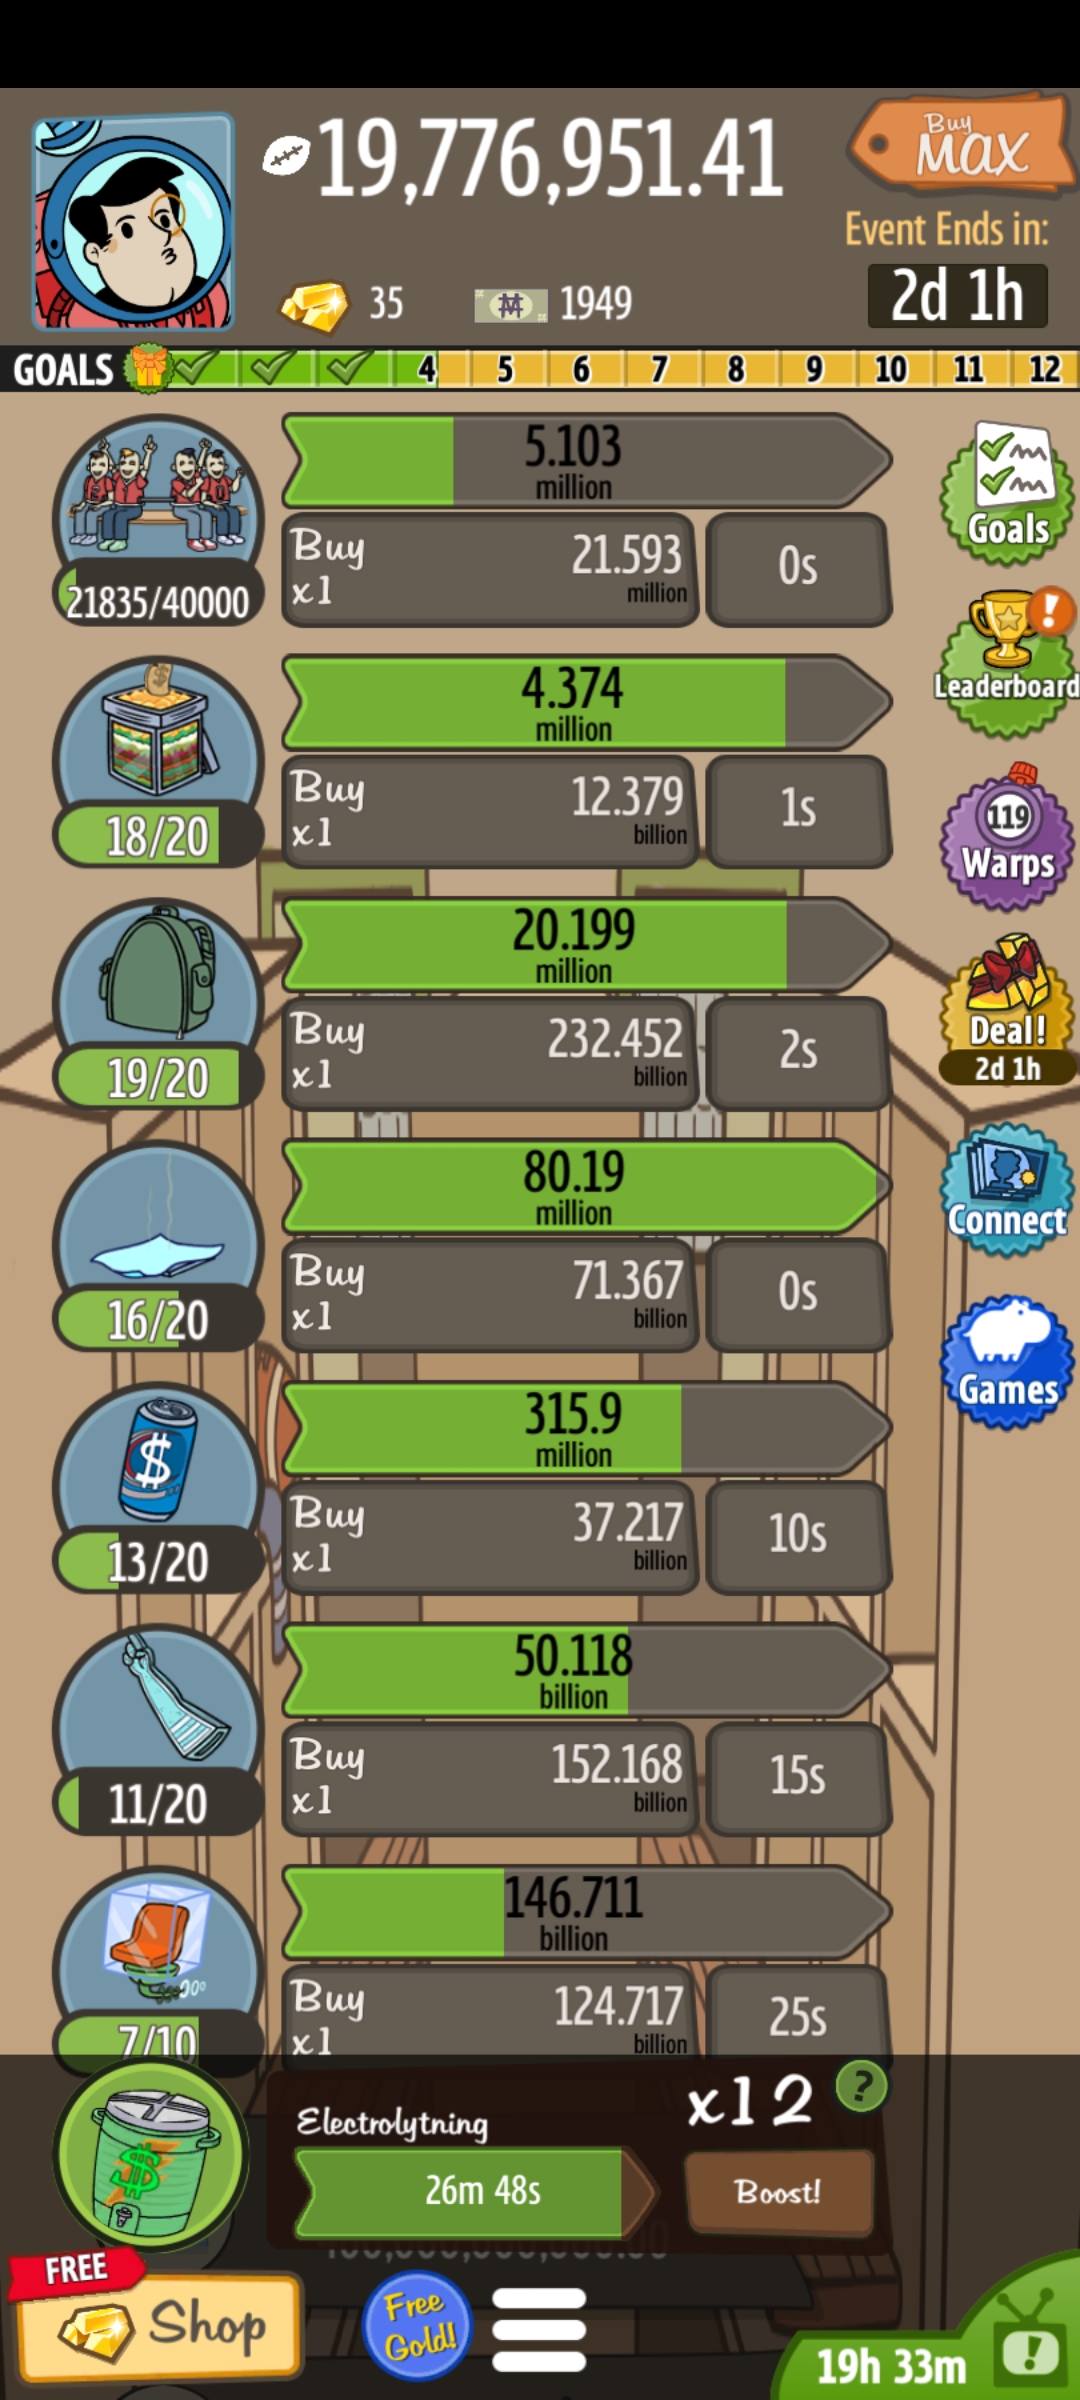 19,776,951.41
Buy
MAX
Event Ends in:
2d 1h
35
1949
GOALS 4 5 6 7 8 9 10 11 12
5.103
million
Buy
x1
21.593
million
0s
21835/40000
Goals
4.374
million
Buy
x1
12.379
billion
1s
18/20
!
Leaderboard
20.199
million
Buy
x1
232.452
billion
2s
19/20
119
Warps
Deal!
2d 1h
80.19
million
Buy
x1
71.367
billion
0s
16/20
Connect
315.9
million
Buy
x1
37.217
billion
10s
13/20
Games
50.118
billion
Buy
x1
152.168
billion
15s
11/20
146.711
billion
Buy
x1
124.717
billion
25s
7/10
Electrolytning
x12
?
26m 48s
Boost!
FREE
Shop
Free
Gold!
19h 33m
!